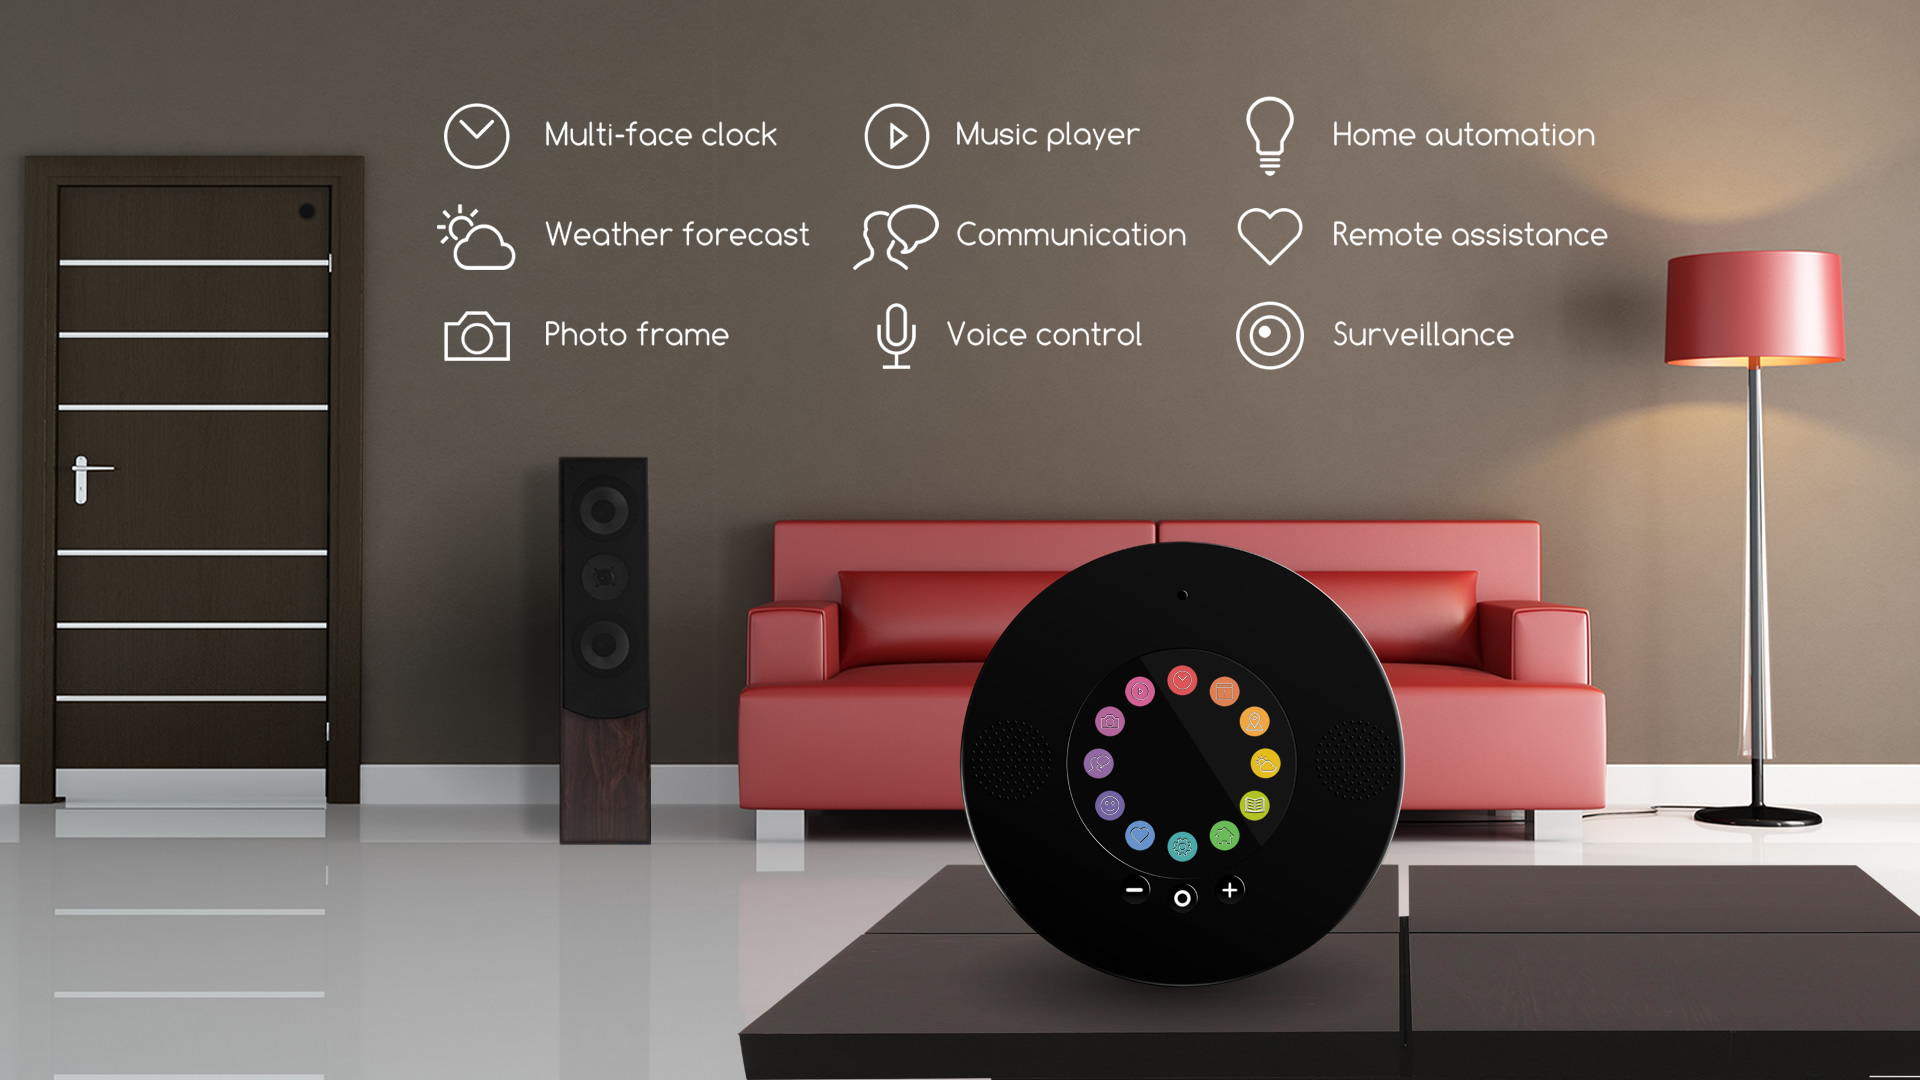 Multi-face clock
Music player
Home automation
Weather forecast
Communication
Remote assistance
Photo frame
Voice control
Surveillance